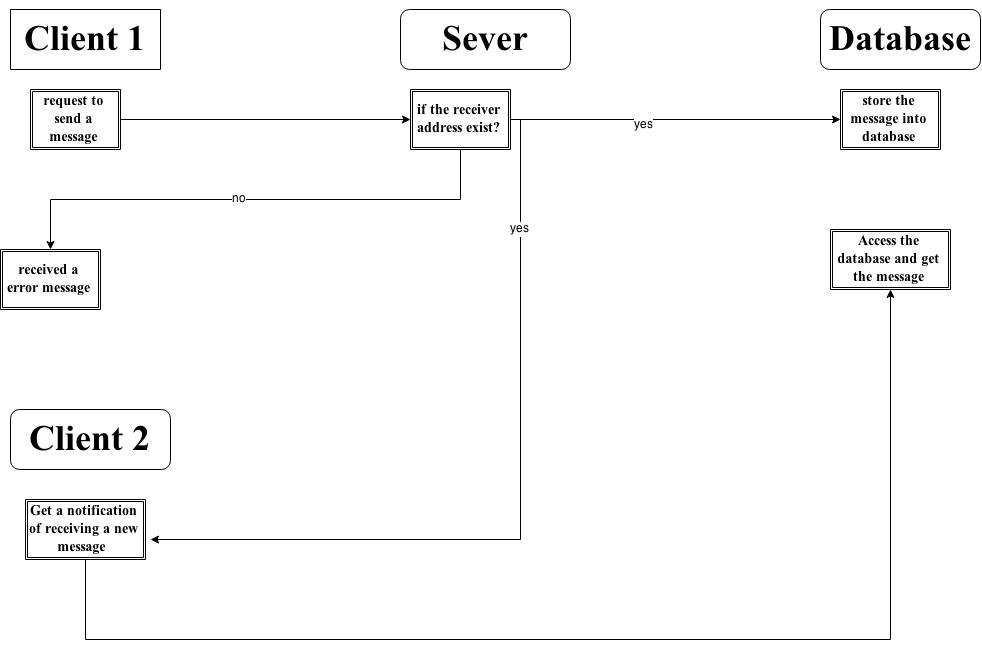 Client 1
Sever
Database
request to
send a
message
if the receiver
address exist?
yes
store the
message into
database
no
yes
received a
error message
Access the
database and get
the message
Client 2
Get a notification
of receiving a new
message